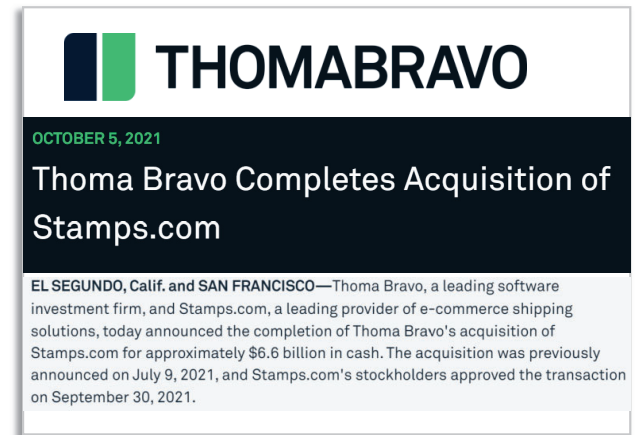 THOMABRAVO
OCTOBER 5, 2021
Thoma Bravo Completes Acquisition of
Stamps.com
EL SEGUNDO, Calif. and SAN FRANCISCO—Thoma Bravo, a leading software
investment firm, and Stamps.com, a leading provider of e-commerce shipping
solutions, today announced the completion of Thoma Bravo's acquisition of
Stamps.com for approximately $6.6 billion in cash. The acquisition was previously
announced on July 9, 2021, and Stamps.com's stockholders approved the transaction
on September 30, 2021.